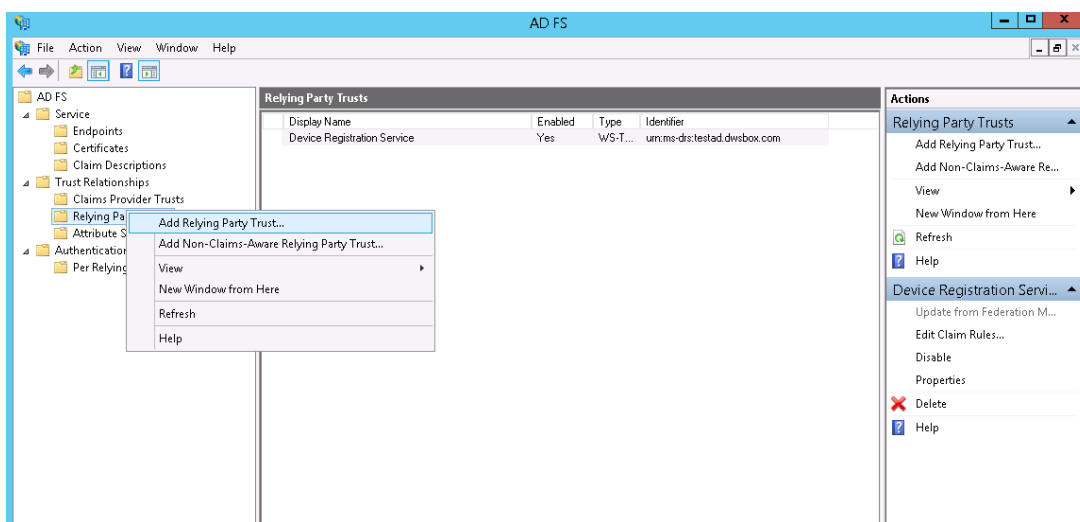 AD FS
File Action View Window Help
AD FS
Service
Endpoints
Certificates
Claim Descriptions
Trust Relationships
Claims Provider Trusts
Relying Pa
Attribute S
Authentication
Per Relying
Add Relying Party Trust...
Add Non-Claims-Aware Relying Party Trust...
View
New Window from Here
Refresh
Help
Relying Party Trusts
Display Name Enabled Type Identifier
Device Registration Service Yes WS-T... urn:ms-drs:testad.dwsbox.com
Actions
Relying Party Trusts
Add Relying Party Trust...
Add Non-Claims-Aware Re...
View
New Window from Here
Refresh
Help
Device Registration Servi...
Update from Federation M...
Edit Claim Rules...
Disable
Properties
Delete
Help